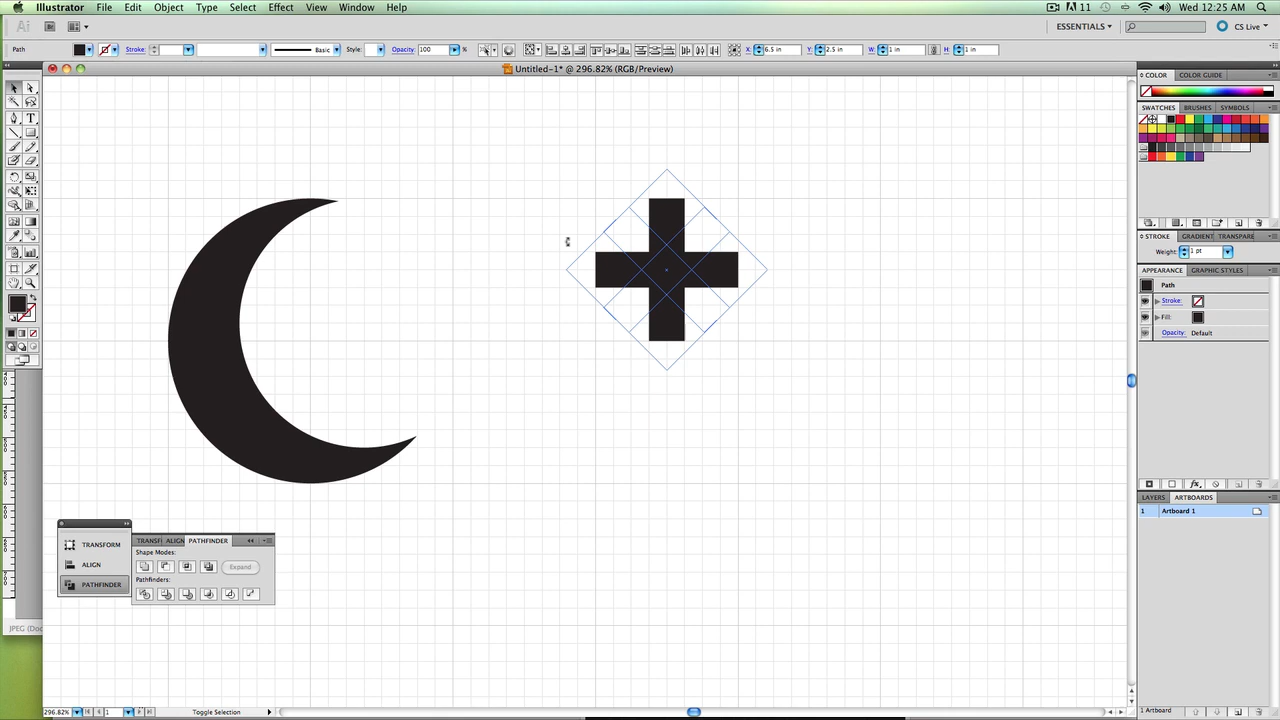 Illustrator File Edit Object Type Select Effect View Window Help
11 Wed 12:25 AM
Ai ESSENTIALS CS Live
Path Stroke: Basic Style: Opacity: 100 % X: 6.5 in Y: 2.5 in W: 1 in H: 1 in
Untitled-1* @ 296.82% (RGB/Preview)
COLOR COLOR GUIDE
SWATCHES BRUSHES SYMBOLS
STROKE GRADIENT TRANSPARE
Weight: 1 pt
APPEARANCE GRAPHIC STYLES
Path
Stroke:
Fill:
Opacity: Default
LAYERS ARTBOARDS
1 Artboard 1
TRANSFORM
ALIGN
PATHFINDER
TRANSF ALIGN PATHFINDER
Shape Modes:
Expand
Pathfinders:
JPEG (Doc
296.82% 1 Toggle Selection
1 Artboard